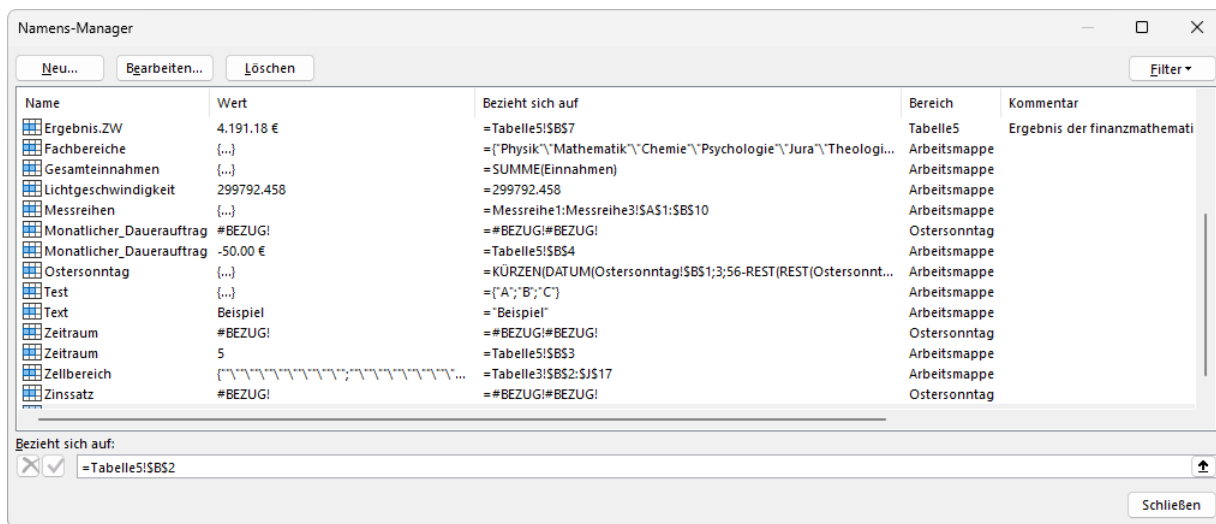 Namens-Manager
Neu... Bearbeiten... Löschen Filter
Name Wert Bezieht sich auf Bereich Kommentar
Ergebnis.ZW 4.191.18 € =Tabelle5!$B$7 Tabelle5 Ergebnis der finanzmathemati
Fachbereiche {...} ={"Physik"\"Mathematik"\"Chemie"\"Psychologie"\"Jura"\"Theologi... Arbeitsmappe
Gesamteinnahmen {...} =SUMME(Einnahmen) Arbeitsmappe
Lichtgeschwindigkeit 299792.458 =299792.458 Arbeitsmappe
Messreihen {...} =Messreihe1:Messreihe3!$A$1:$B$10 Arbeitsmappe
Monatlicher_Dauerauftrag #BEZUG! =#BEZUG!#BEZUG! Ostersonntag
Monatlicher_Dauerauftrag -50.00 € =Tabelle5!$B$4 Arbeitsmappe
Ostersonntag {...} =KÜRZEN(DATUM(Ostersonntag!$B$1;3;56-REST(REST(Ostersonnt... Arbeitsmappe
Test {...} ={"A";"B";"C"} Arbeitsmappe
Text Beispiel ="Beispiel" Arbeitsmappe
Zeitraum #BEZUG! =#BEZUG!#BEZUG! Ostersonntag
Zeitraum 5 =Tabelle5!$B$3 Arbeitsmappe
Zellbereich {""\""\""\""\""\""\""\""\"";""\""\""\""\""\""\""\"... =Tabelle3!$B$2:$J$17 Arbeitsmappe
Zinssatz #BEZUG! =#BEZUG!#BEZUG! Ostersonntag
Bezieht sich auf:
=Tabelle5!$B$2
Schließen